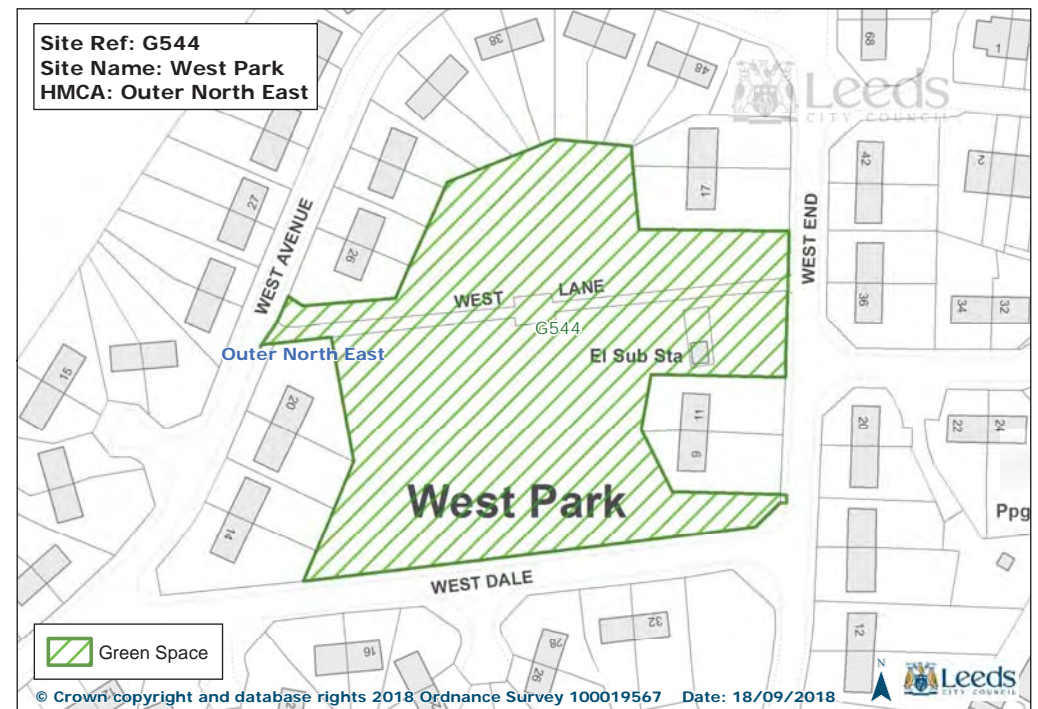 Site Ref: G544
Site Name: West Park
HMCA: Outer North East
Leeds
CITY COUNCIL
38
48
68
1
27
26
17
42
2
WEST AVENUE
WEST END
WEST LANE
G544
36
34
32
Outer North East
El Sub Sta
15
20
11
9
20
22
24
West Park
Ppg
14
WEST DALE
12
16
28
26
32
Green Space
N
Leeds
CITY COUNCIL
© Crown copyright and database rights 2018 Ordnance Survey 100019567 Date: 18/09/2018